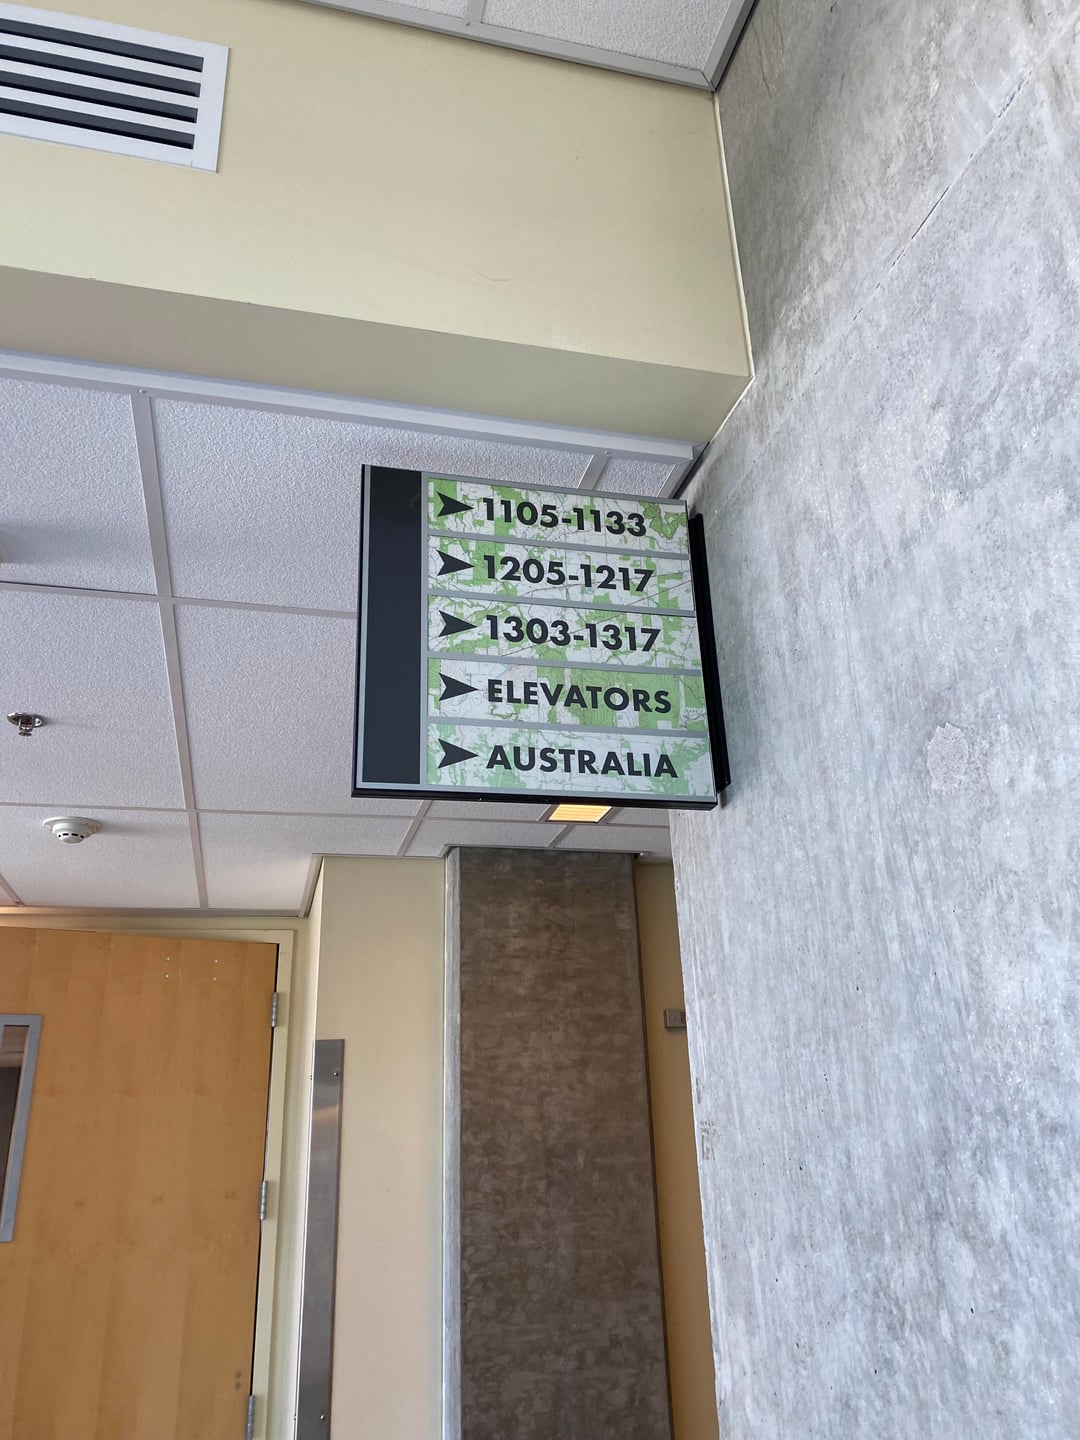 1105-1133
1205-1217
1303-1317
ELEVATORS
AUSTRALIA